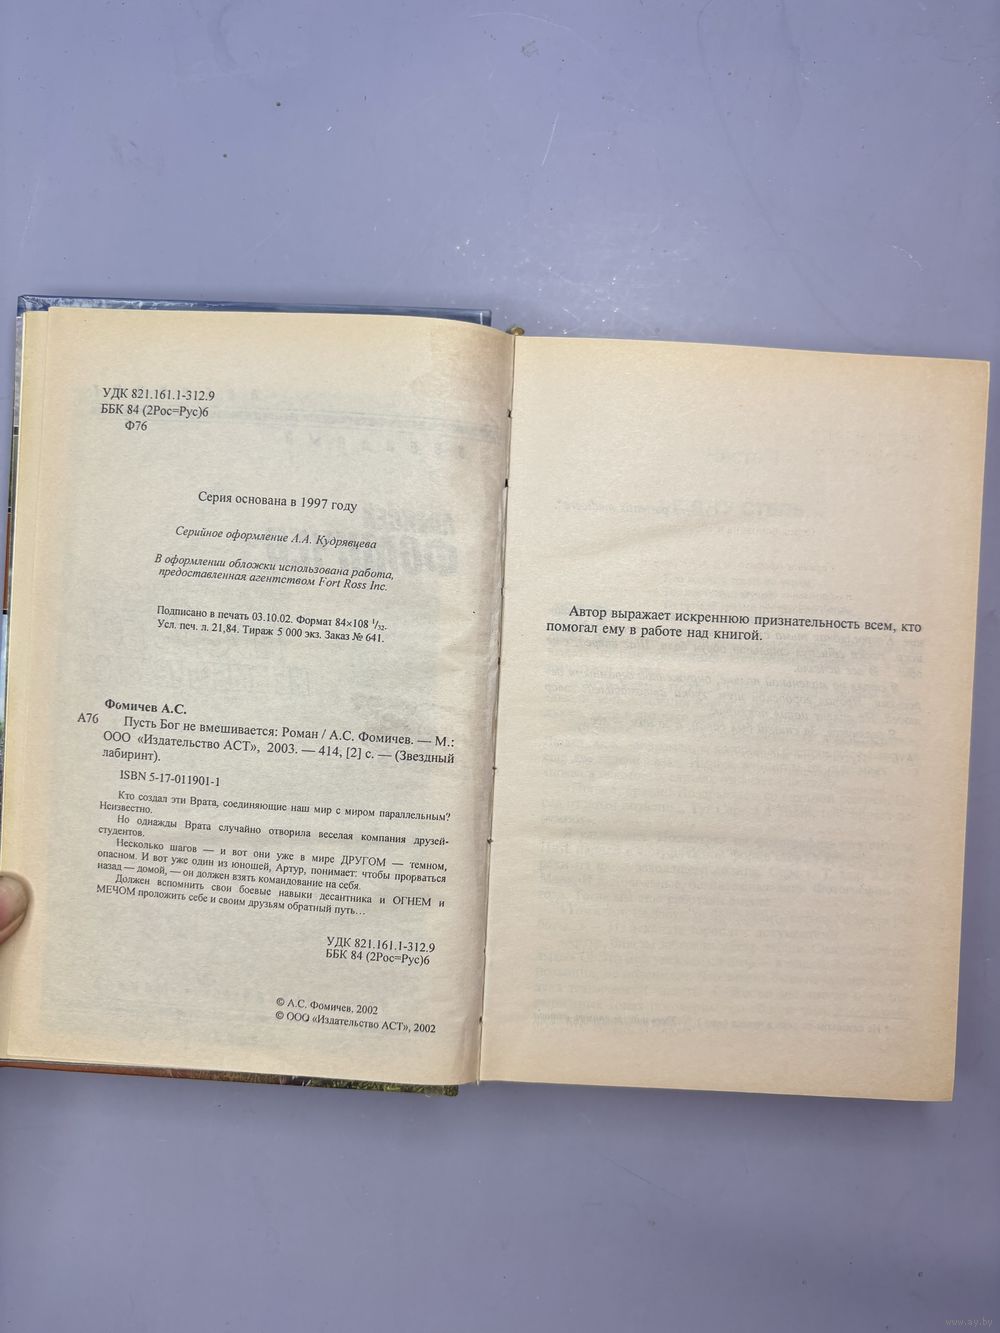 УДК 821.161.1-312.9
ББК 84 (2Рос=Рус)6
Ф76
Серия основана в 1997 году
Серийное оформление А.А. Кудрявцева
В оформлении обложки использована работа,
предоставленная агентством Fort Ross Inc.
Подписано в печать 03.10.02. Формат 84×108 1/32.
Усл. печ. л. 21,84. Тираж 5 000 экз. Заказ № 641.
Фомичев А.С.
А76 Пусть Бог не вмешивается: Роман / А.С. Фомичев. — М.:
ООО «Издательство АСТ», 2003. — 414, [2] с. — (Звездный
лабиринт).
ISBN 5-17-011901-1
Кто создал эти Врата, соединяющие наш мир с миром параллельным?
Неизвестно.
Но однажды Врата случайно отворила веселая компания друзей-
студентов.
Несколько шагов — и вот они уже в мире ДРУГОМ — темном,
опасном. И вот уже один из юношей, Артур, понимает: чтобы прорваться
назад — домой, — он должен взять командование на себя.
Должен вспомнить свои боевые навыки десантника и ОГНЕМ и
МЕЧОМ проложить себе и своим друзьям обратный путь...
УДК 821.161.1-312.9
ББК 84 (2Рос=Рус)6
© А.С. Фомичев, 2002
© ООО «Издательство АСТ», 2002
Автор выражает искреннюю признательность всем, кто
помогал ему в работе над книгой.
www.ay.by